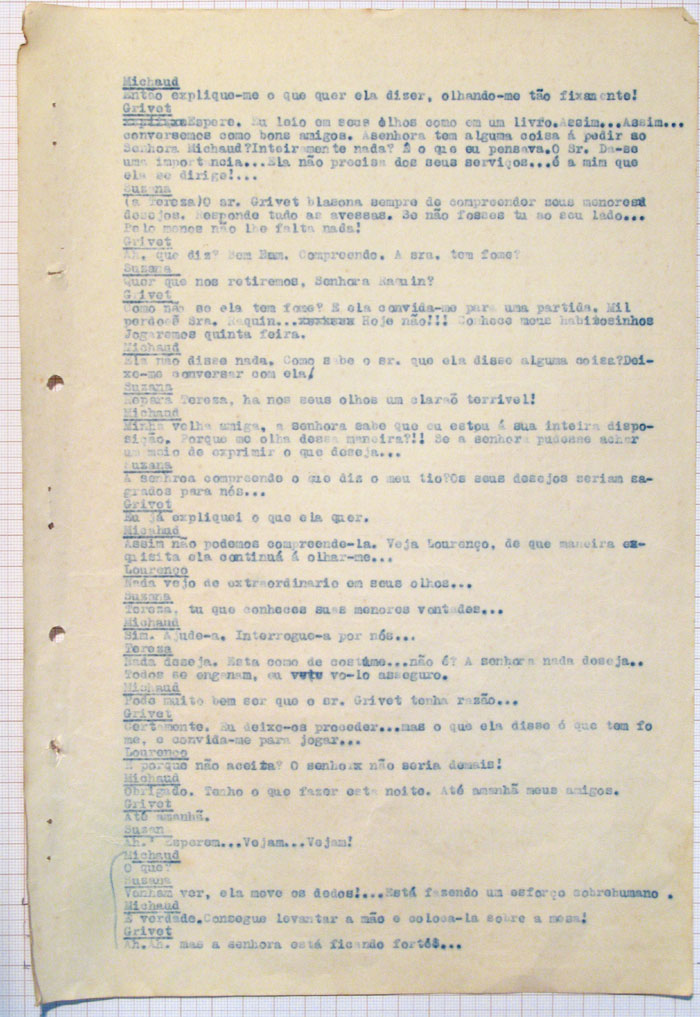 Michaud
Então explique-me o que quer ela dizer, olhando-me tão fixamente!
Grivet
Espere. Eu leio em seus olhos como em um livro.Assim...Assim...
conversemos como bons amigos. Asenhora tem alguma coisa á pedir ao
Senhora Michaud?Inteiramente nada? É o que eu pensava.O Sr. Da-se
uma importancia...Ela não precisa dos seus serviços...é a mim que
ela se dirige!...
Suzana
(a Tereza)O sr. Grivet blasona sempre de compreender seus menoresd
desejos. Responde tudo as avessas. Se não fosses tu ao seu lado...
Pelo menos não lhe falta nada!
Grivet
Ah, que diz? Bem Hum. Compreendo. A sra. tem fome?
Suzana
Quer que nos retiremos, Senhora Raquin?
Grivet
Como não se ela tem fome? E ela convida-me para uma partida. Mil
perdoes Sra. Raquin...xxxxxxx Hoje não!!! Conhece meus habitosinhos
Jogaremos quinta feira.
Michaud
Ela não disse nada. Como sabe o sr. que ela disse alguma coisa?Dei-
xe-me conversar com ela!
Suzana
Repara Tereza, ha nos seus olhos um claraõ terrivel!
Michaud
Minha velha amiga, a senhora sabe que eu estou á sua inteira dispo-
sição. Porque me olha dessa maneira?!! Se a senhora pudesse achar
um meio de exprimir o que deseja...
Suzana
A senhroa compreende o que diz o meu tio?Os seus desejos seriam sa-
grados para nós...
Grivet
Eu já expliquei o que ela quer.
Micahud
Assim não podemos compreende-la. Veja Lourenço, de que maneira ex-
quisita ela continuá á olhar-me...
Lourenço
Nada vejo de extraordinario em seus olhos...
Suzana
Tereza, tu que conheces suas menores vontades...
Michaud
Sim. Ajude-a. Interrogue-a por nós...
Tereza
Nada deseja. Esta como de costume...não é? A senhora nada deseja..
Todos se enganam, eu vo-lo asseguro.
Michaud
Pode muito bem ser que o sr. Grivet tenha razão...
Grivet
Certamente. Eu deixe-os proceder...mas o que ela disse é que tem fo
me, e convida-me para jogar...
Lourenço
E porque não aceita? O senhorx não seria demais!
Michaud
Obrigado. Tenho o que fazer esta noite. Até amanhã meus amigos.
Grivet
Até amanhã.
Suzana
Ah.' Esperem...Vejam...Vejam!
Michaud
O que?
Suzana
Venham ver, ela move os dedos!...Está fazendo um esforço sobrehumano .
Michaud
É verdade.Consegue levantar a mão e coloca-la sobre a mesa!
Grivet
Ah.Ah. mas a senhora está ficando forte...